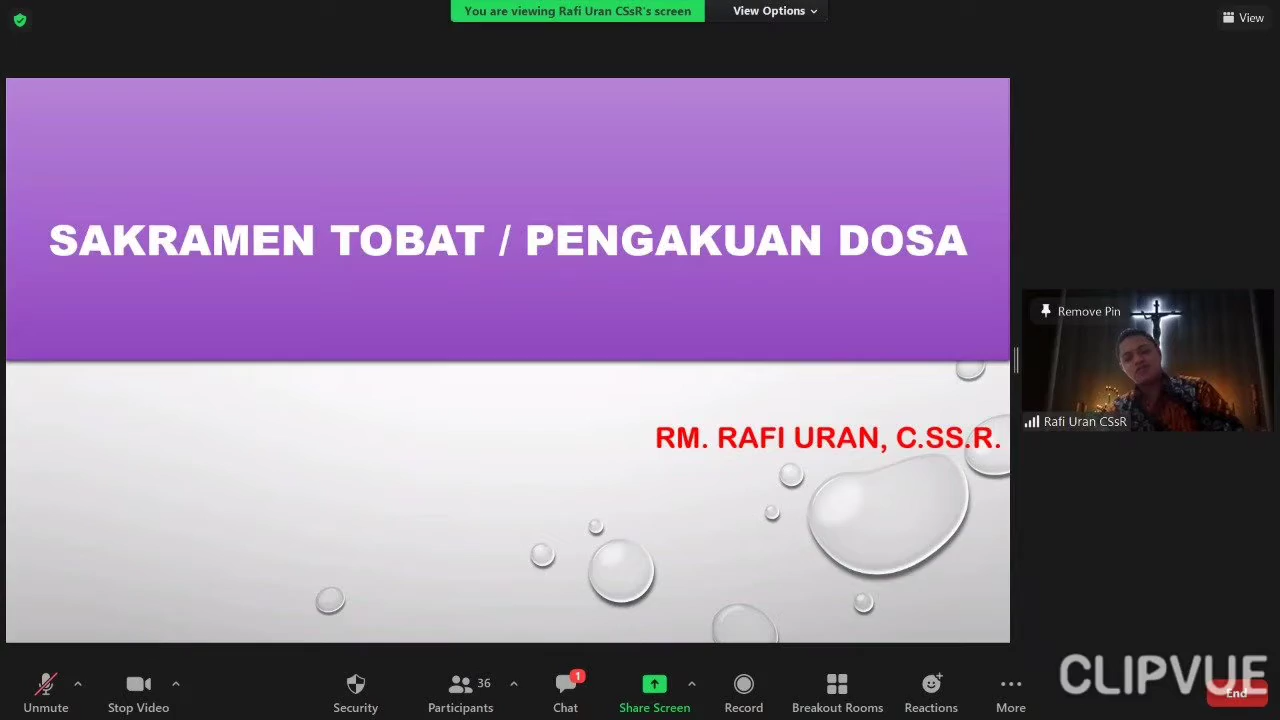 You are viewing Rafi Uran CSsR's screen
View Options
View
SAKRAMEN TOBAT / PENGAKUAN DOSA
RM. RAFI URAN, C.SS.R.
Remove Pin
Rafi Uran CSsR
36
1
Unmute
Stop Video
Security
Participants
Chat
Share Screen
Record
Breakout Rooms
Reactions
More
End
CLIPVUE